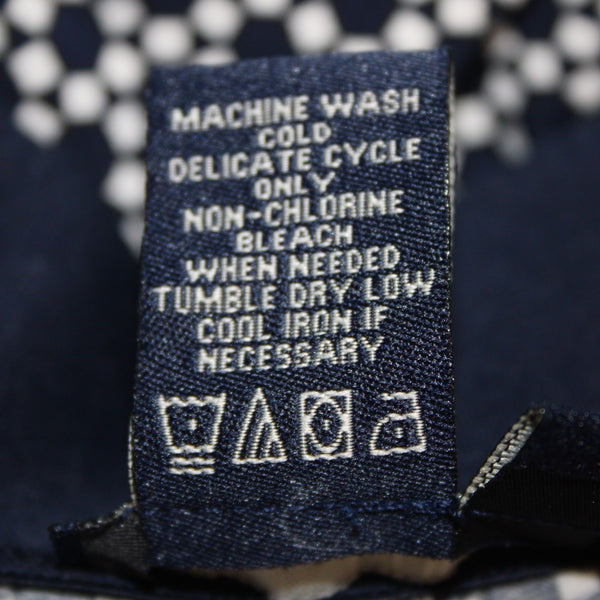 MACHINE WASH
COLD
DELICATE CYCLE
ONLY
NON-CHLORINE
BLEACH
WHEN NEEDED
TUMBLE DRY LOW
COOL IRON IF
NECESSARY